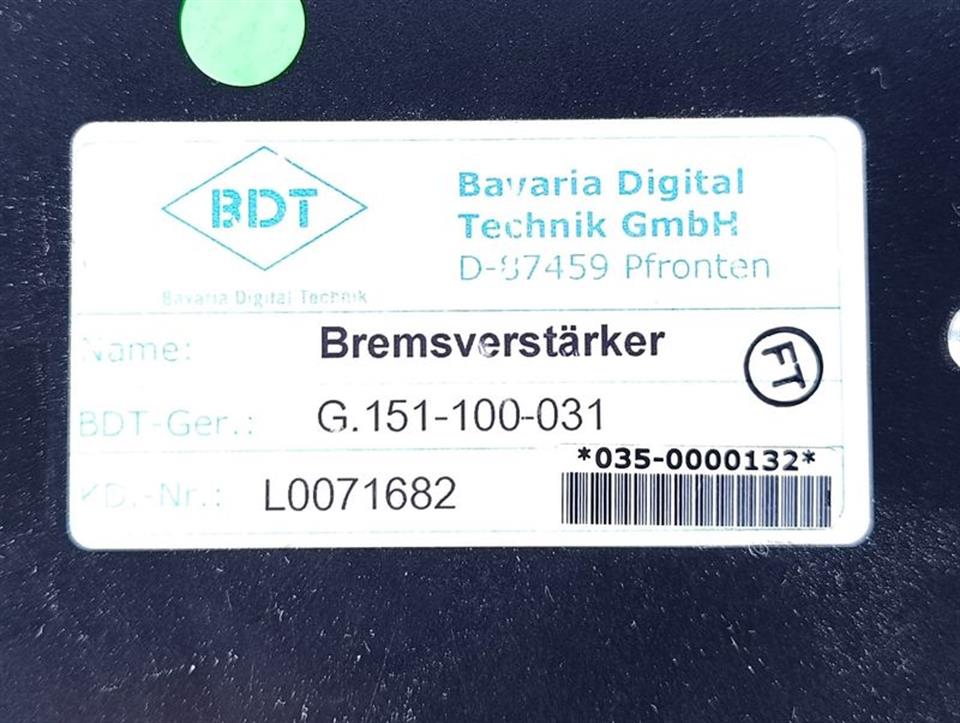 BDT
Bavaria Digital Technik
Bavaria Digital
Technik GmbH
D-87459 Pfronten
Name: Bremsverstärker
FT
BDT-Ger.: G.151-100-031
*035-0000132*
KD.-Nr.: L0071682